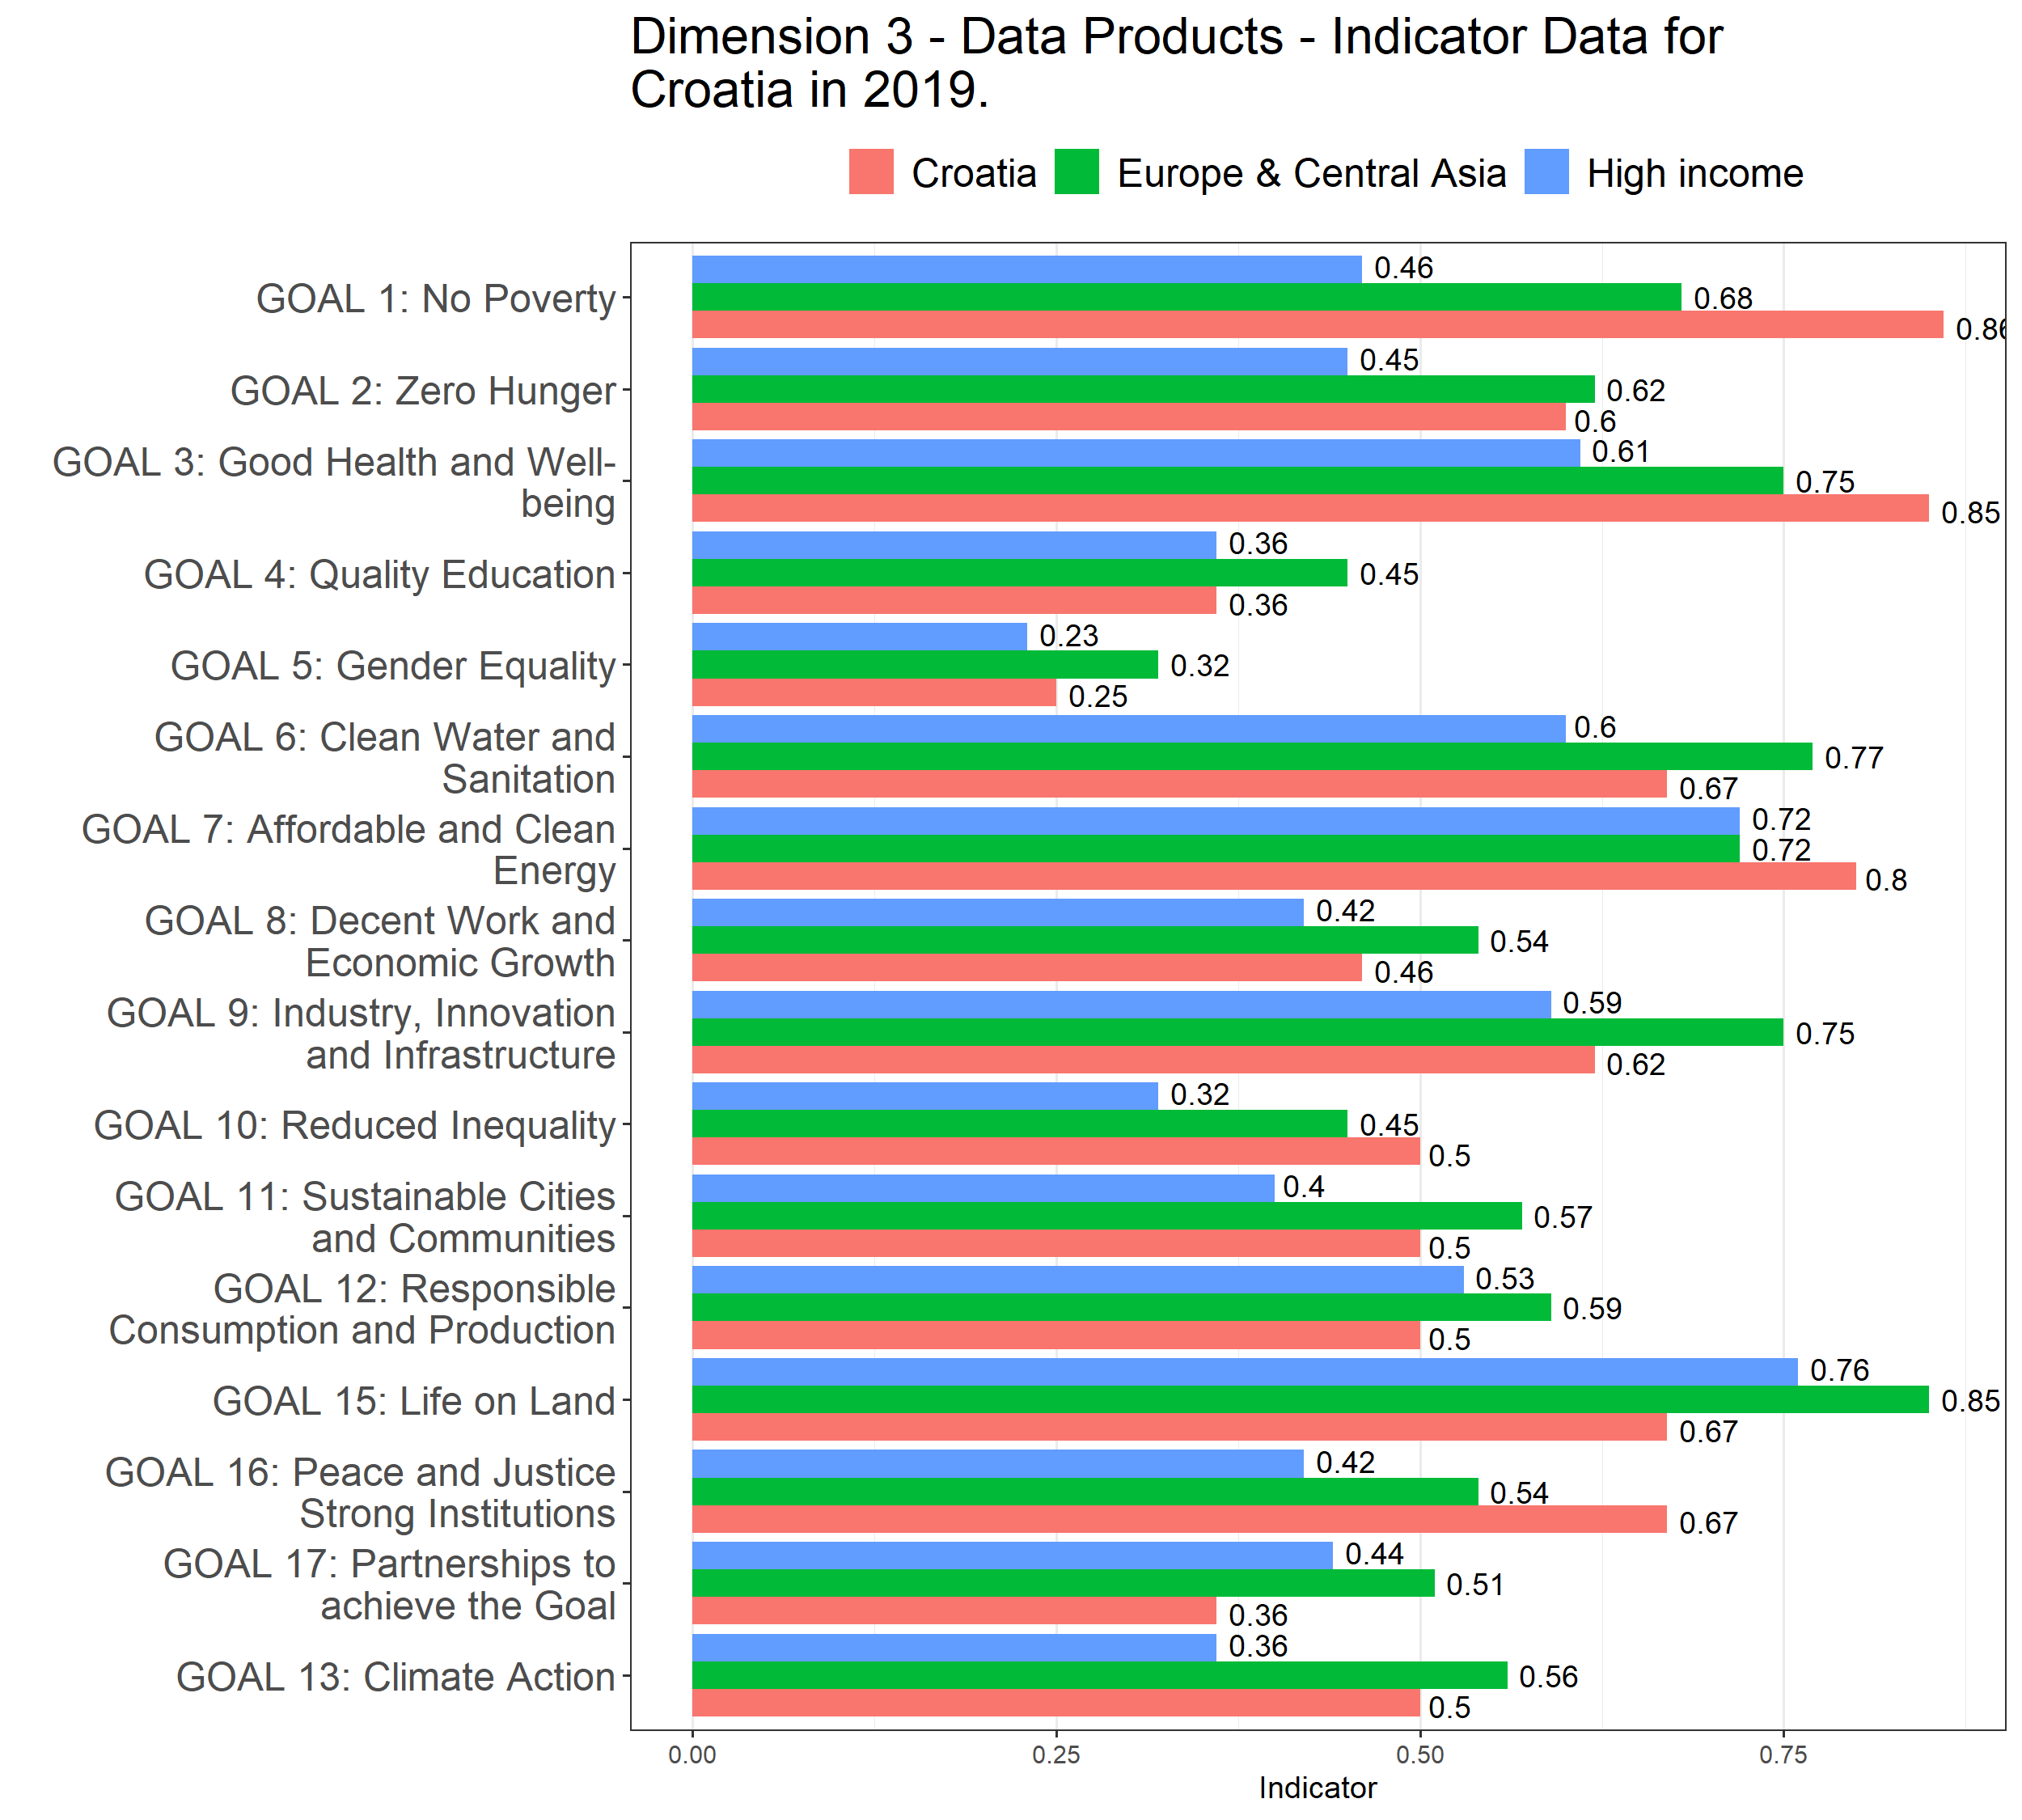 Dimension 3 - Data Products - Indicator Data for
Croatia in 2019.
Croatia
Europe & Central Asia
High income
GOAL 1: No Poverty
0.46
0.68
0.86
GOAL 2: Zero Hunger
0.45
0.62
0.6
GOAL 3: Good Health and Well-
being
0.61
0.75
0.85
GOAL 4: Quality Education
0.36
0.45
0.36
GOAL 5: Gender Equality
0.23
0.32
0.25
GOAL 6: Clean Water and
Sanitation
0.6
0.77
0.67
GOAL 7: Affordable and Clean
Energy
0.72
0.72
0.8
GOAL 8: Decent Work and
Economic Growth
0.42
0.54
0.46
GOAL 9: Industry, Innovation
and Infrastructure
0.59
0.75
0.62
GOAL 10: Reduced Inequality
0.32
0.45
0.5
GOAL 11: Sustainable Cities
and Communities
0.4
0.57
0.5
GOAL 12: Responsible
Consumption and Production
0.53
0.59
0.5
GOAL 15: Life on Land
0.76
0.85
0.67
GOAL 16: Peace and Justice
Strong Institutions
0.42
0.54
0.67
GOAL 17: Partnerships to
achieve the Goal
0.44
0.51
0.36
GOAL 13: Climate Action
0.36
0.56
0.5
0.00
0.25
0.50
0.75
Indicator